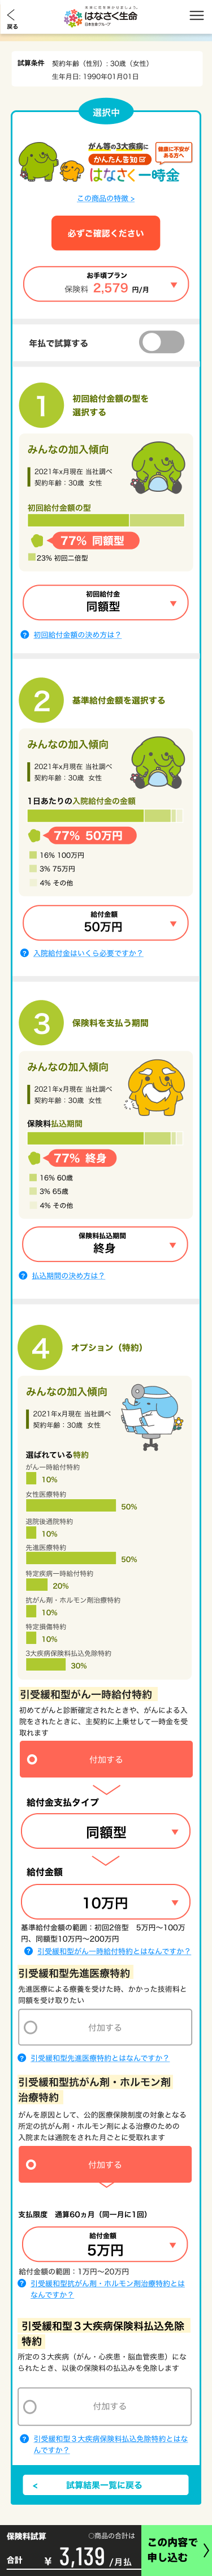 戻る
未来に花を咲かしましょう。
はなさく生命
日本生命グループ
試算条件 契約年齢（性別）: 30歳（女性）
生年月日: 1990年01月01日
選択中
がん等の3大疾病に
かんたん告知
健康に不安がある方へ
はなさく一時金
この商品の特徴 >
必ずご確認ください
お手頃プラン
保険料 2,579 円/月
年払で試算する
1
初回給付金額の型を
選択する
みんなの加入傾向
2021年x月現在 当社調べ
契約年齢：30歳 女性
初回給付金額の型
77% 同額型
23% 初回二倍型
初回給付金
同額型
初回給付金額の決め方は？
2
基準給付金額を選択する
みんなの加入傾向
2021年x月現在 当社調べ
契約年齢：30歳 女性
1日あたりの入院給付金の金額
77% 50万円
16% 100万円
3% 75万円
4% その他
給付金額
50万円
入院給付金はいくら必要ですか？
3
保険料を支払う期間
みんなの加入傾向
2021年x月現在 当社調べ
契約年齢：30歳 女性
保険料払込期間
77% 終身
16% 60歳
3% 65歳
4% その他
保険料払込期間
終身
払込期間の決め方は？
4
オプション（特約）
みんなの加入傾向
2021年x月現在 当社調べ
契約年齢：30歳 女性
選ばれている特約
がん一時給付特約
10%
女性医療特約
50%
退院後通院特約
10%
先進医療特約
50%
特定疾病一時給付特約
20%
抗がん剤・ホルモン剤治療特約
10%
特定損傷特約
10%
3大疾病保険料払込免除特約
30%
引受緩和型がん一時給付特約
初めてがんと診断確定されたときや、がんによる入
院をされたときに、主契約に上乗せして一時金を受
取れます
付加する
給付金支払タイプ
同額型
給付金額
10万円
基準給付金額の範囲：初回2倍型 5万円〜100万
円、同額型10万円〜200万円
引受緩和型がん一時給付特約とはなんですか？
引受緩和型先進医療特約
先進医療による療養を受けた時、かかった技術料と
同額を受け取りたい
付加する
引受緩和型先進医療特約とはなんですか？
引受緩和型抗がん剤・ホルモン剤
治療特約
がんを原因として、公的医療保険制度の対象となる
所定の抗がん剤・ホルモン剤による治療のための
入院または通院をされた月ごとに受取れます
付加する
支払限度 通算60ヵ月（同一月に1回）
給付金額
5万円
給付金額の範囲：1万円〜20万円
引受緩和型抗がん剤・ホルモン剤治療特約とは
なんですか？
引受緩和型３大疾病保険料払込免除
特約
所定の３大疾病（がん・心疾患・脳血管疾患）にな
られたとき、以後の保険料の払込みを免除します
付加する
引受緩和型３大疾病保険料払込免除特約とはな
んですか？
< 試算結果一覧に戻る
保険料試算 〇商品の合計は
合計 ¥ 3,139 /月払
この内容で
申し込む